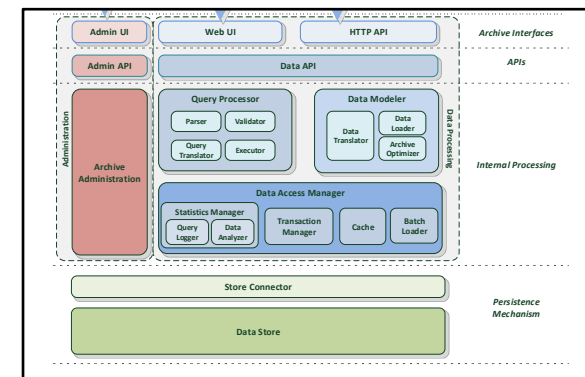 Admin UI
Web UI
HTTP API
Archive Interfaces
Admin API
Data API
APIs
Administration
Archive
Administration
Query Processor
Parser
Validator
Query
Translator
Executor
Data Modeler
Data
Translator
Data
Loader
Archive
Optimizer
Data Processing
Internal Processing
Data Access Manager
Statistics Manager
Query
Logger
Data
Analyzer
Transaction
Manager
Cache
Batch
Loader
Store Connector
Persistence
Mechanism
Data Store